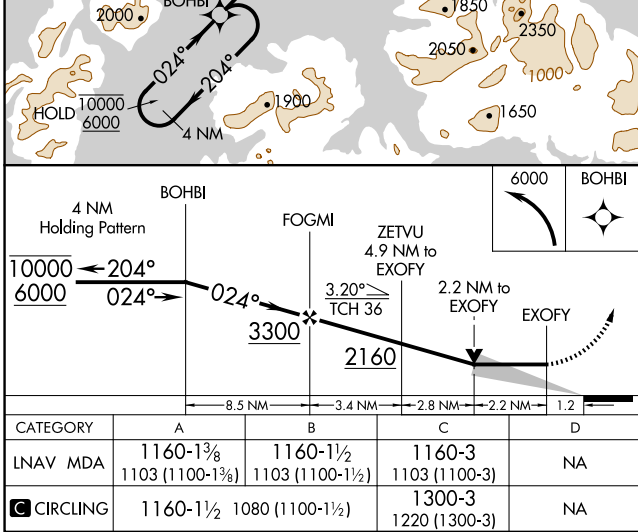 2000
BOHBI
7850
2350
2050
1000
024°
204°
HOLD 10000
6000
4 NM
1900
1650
BOHBI
4 NM
Holding Pattern
FOGMI
ZETVU
4.9 NM to
EXOFY
6000
BOHBI
10000
6000
204°
024°
024°
3300
3.20°
TCH 36
2160
2.2 NM to
EXOFY
EXOFY
8.5 NM
3.4 NM
2.8 NM
2.2 NM
1.2
CATEGORY A B C D
LNAV MDA 1160-1⅜ 1160-1½ 1160-3 NA
1103 (1100-1⅜) 1103 (1100-1½) 1103 (1100-3)
C CIRCLING 1160-1½ 1080 (1100-1½) 1300-3 NA
1220 (1300-3)